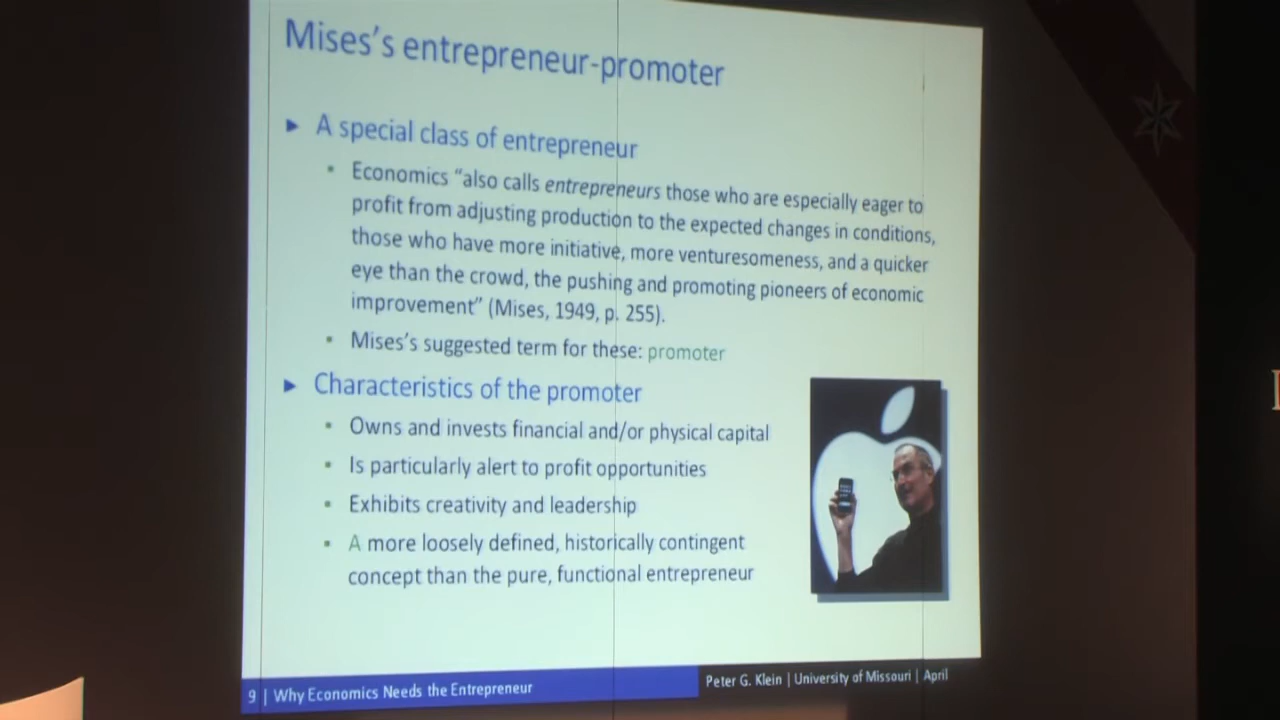 Mises's entrepreneur-promoter
► A special class of entrepreneur
▪ Economics “also calls entrepreneurs those who are especially eager to
profit from adjusting production to the expected changes in conditions,
those who have more initiative, more venturesomeness, and a quicker
eye than the crowd, the pushing and promoting pioneers of economic
improvement” (Mises, 1949, p. 255).
▪ Mises's suggested term for these: promoter
► Characteristics of the promoter
▪ Owns and invests financial and/or physical capital
▪ Is particularly alert to profit opportunities
▪ Exhibits creativity and leadership
▪ A more loosely defined, historically contingent
concept than the pure, functional entrepreneur
9 | Why Economics Needs the Entrepreneur
Peter G. Klein | University of Missouri | April